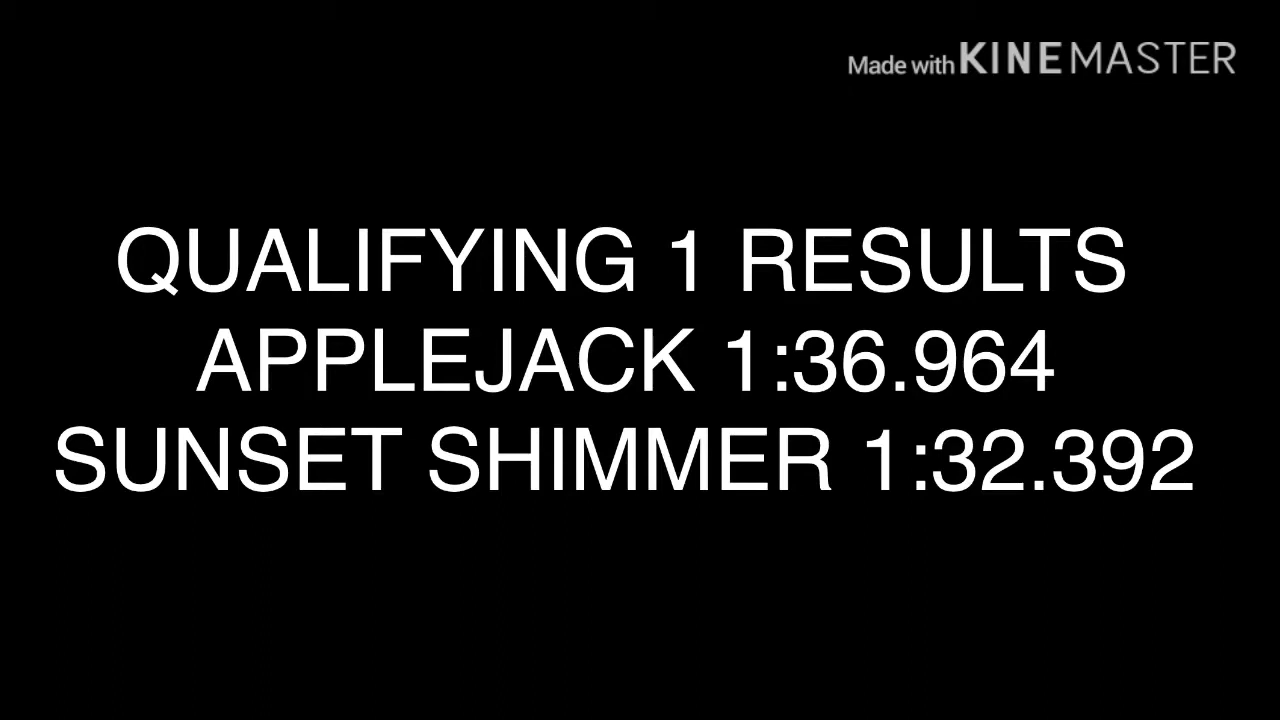 Made with KINEMASTER
QUALIFYING 1 RESULTS
APPLEJACK 1:36.964
SUNSET SHIMMER 1:32.392